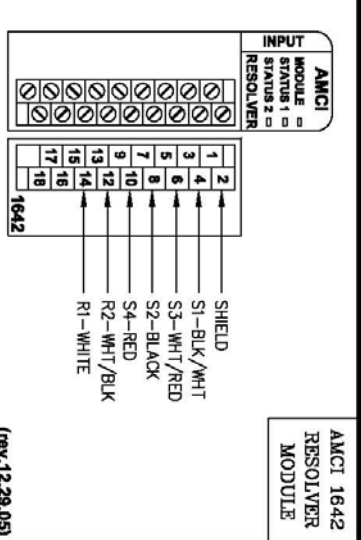 AMCI
MODULE
STATUS 1
STATUS 2
INPUT
RESOLVER
1 3 5 7 9 13 15 17
2 4 6 8 10 12 14 16 18
1642
SHIELD
S1-BLK/WHT
S3-WHT/RED
S2-BLACK
S4-RED
R2-WHT/BLK
R1-WHITE
AMCI 1642
RESOLVER
MODULE
(rev.12.29.05)